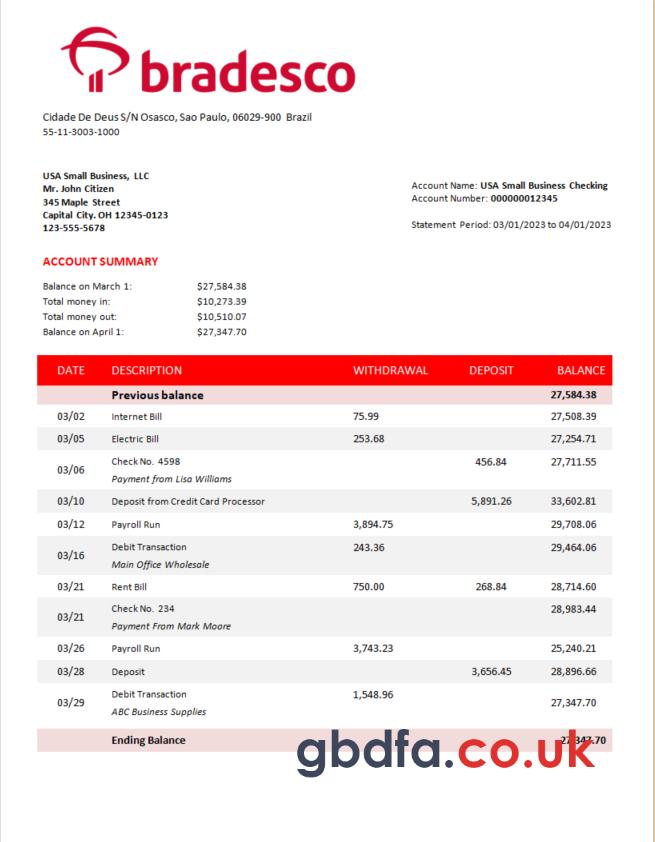 bradesco
Cidade De Deus S/N Osasco, Sao Paulo, 06029-900 Brazil
55-11-3003-1000
USA Small Business, LLC
Mr. John Citizen
345 Maple Street
Capital City. OH 12345-0123
123-555-5678
Account Name: USA Small Business Checking
Account Number: 000000012345
Statement Period: 03/01/2023 to 04/01/2023
ACCOUNT SUMMARY
Balance on March 1: $27,584.38
Total money in: $10,273.39
Total money out: $10,510.07
Balance on April 1: $27,347.70
DATE DESCRIPTION WITHDRAWAL DEPOSIT BALANCE
Previous balance 27,584.38
03/02 Internet Bill 75.99 27,508.39
03/05 Electric Bill 253.68 27,254.71
03/06 Check No. 4598 456.84 27,711.55
Payment from Lisa Williams
03/10 Deposit from Credit Card Processor 5,891.26 33,602.81
03/12 Payroll Run 3,894.75 29,708.06
03/16 Debit Transaction 243.36 29,464.06
Main Office Wholesale
03/21 Rent Bill 750.00 268.84 28,714.60
03/21 Check No. 234 28,983.44
Payment From Mark Moore
03/26 Payroll Run 3,743.23 25,240.21
03/28 Deposit 3,656.45 28,896.66
03/29 Debit Transaction 1,548.96 27,347.70
ABC Business Supplies
Ending Balance 27,347.70
gbdfa.co.uk